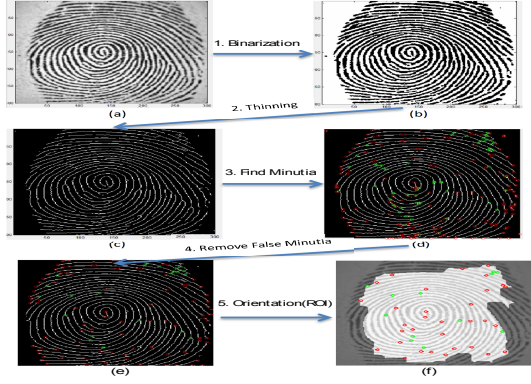 1. Binarization
(a)
(b)
2. Thinning
3. Find Minutia
(c)
(d)
4. Remove False Minutia
5. Orientation(ROI)
(e)
(f)